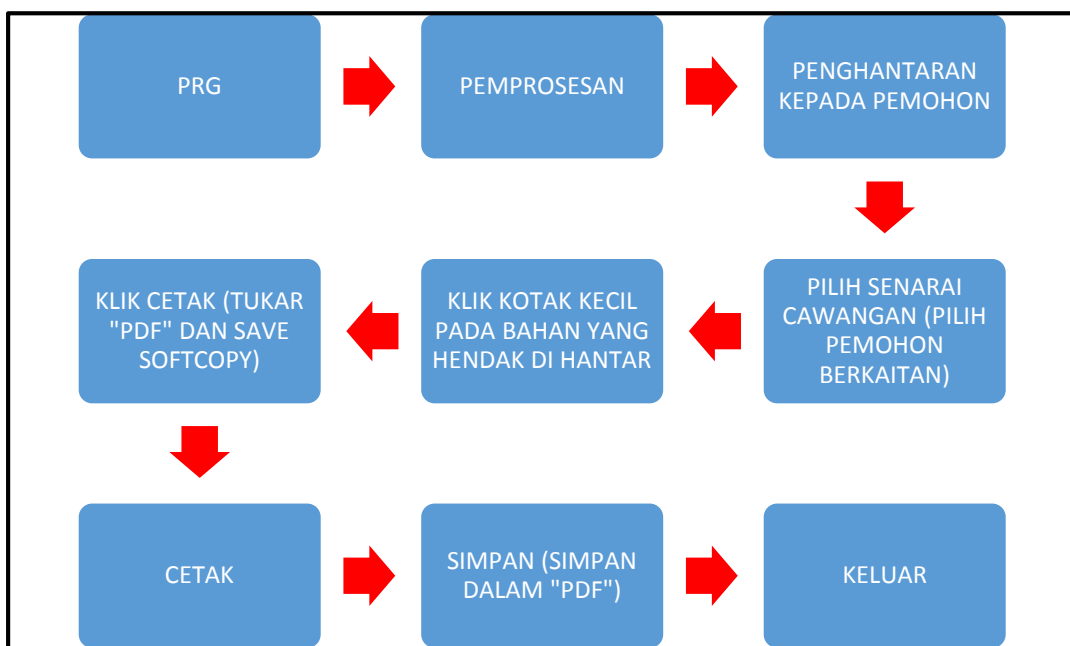 PRG
PEMPROSESAN
PENGHANTARAN
KEPADA PEMOHON
PILIH SENARAI
CAWANGAN (PILIH
PEMOHON
BERKAITAN)
KLIK KOTAK KECIL
PADA BAHAN YANG
HENDAK DI HANTAR
KLIK CETAK (TUKAR
"PDF" DAN SAVE
SOFTCOPY)
CETAK
SIMPAN (SIMPAN
DALAM "PDF")
KELUAR